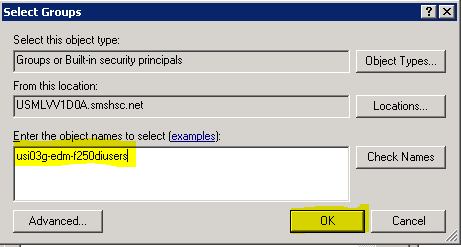 Select Groups
Select this object type:
Groups or Built-in security principals
Object Types...
From this location:
USMLVV1D0A.smshsc.net
Locations...
Enter the object names to select (examples):
usi03g-edm-f250diusers
Check Names
Advanced...
OK
Cancel